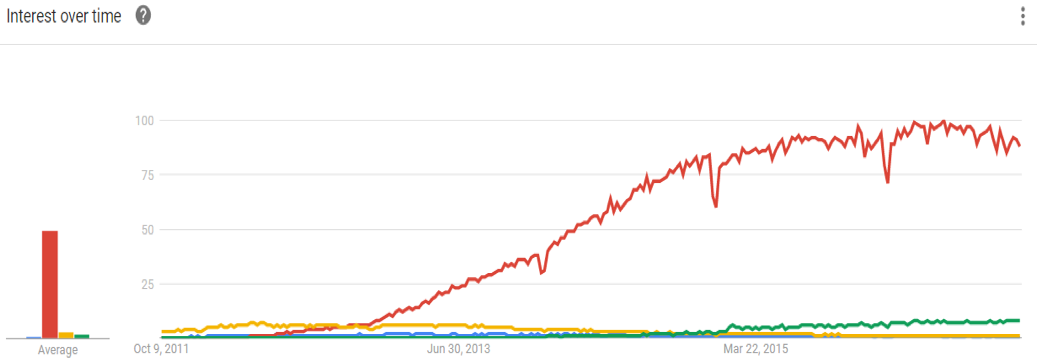 Interest over time ?
100
75
50
25
Average
Oct 9, 2011 Jun 30, 2013 Mar 22, 2015